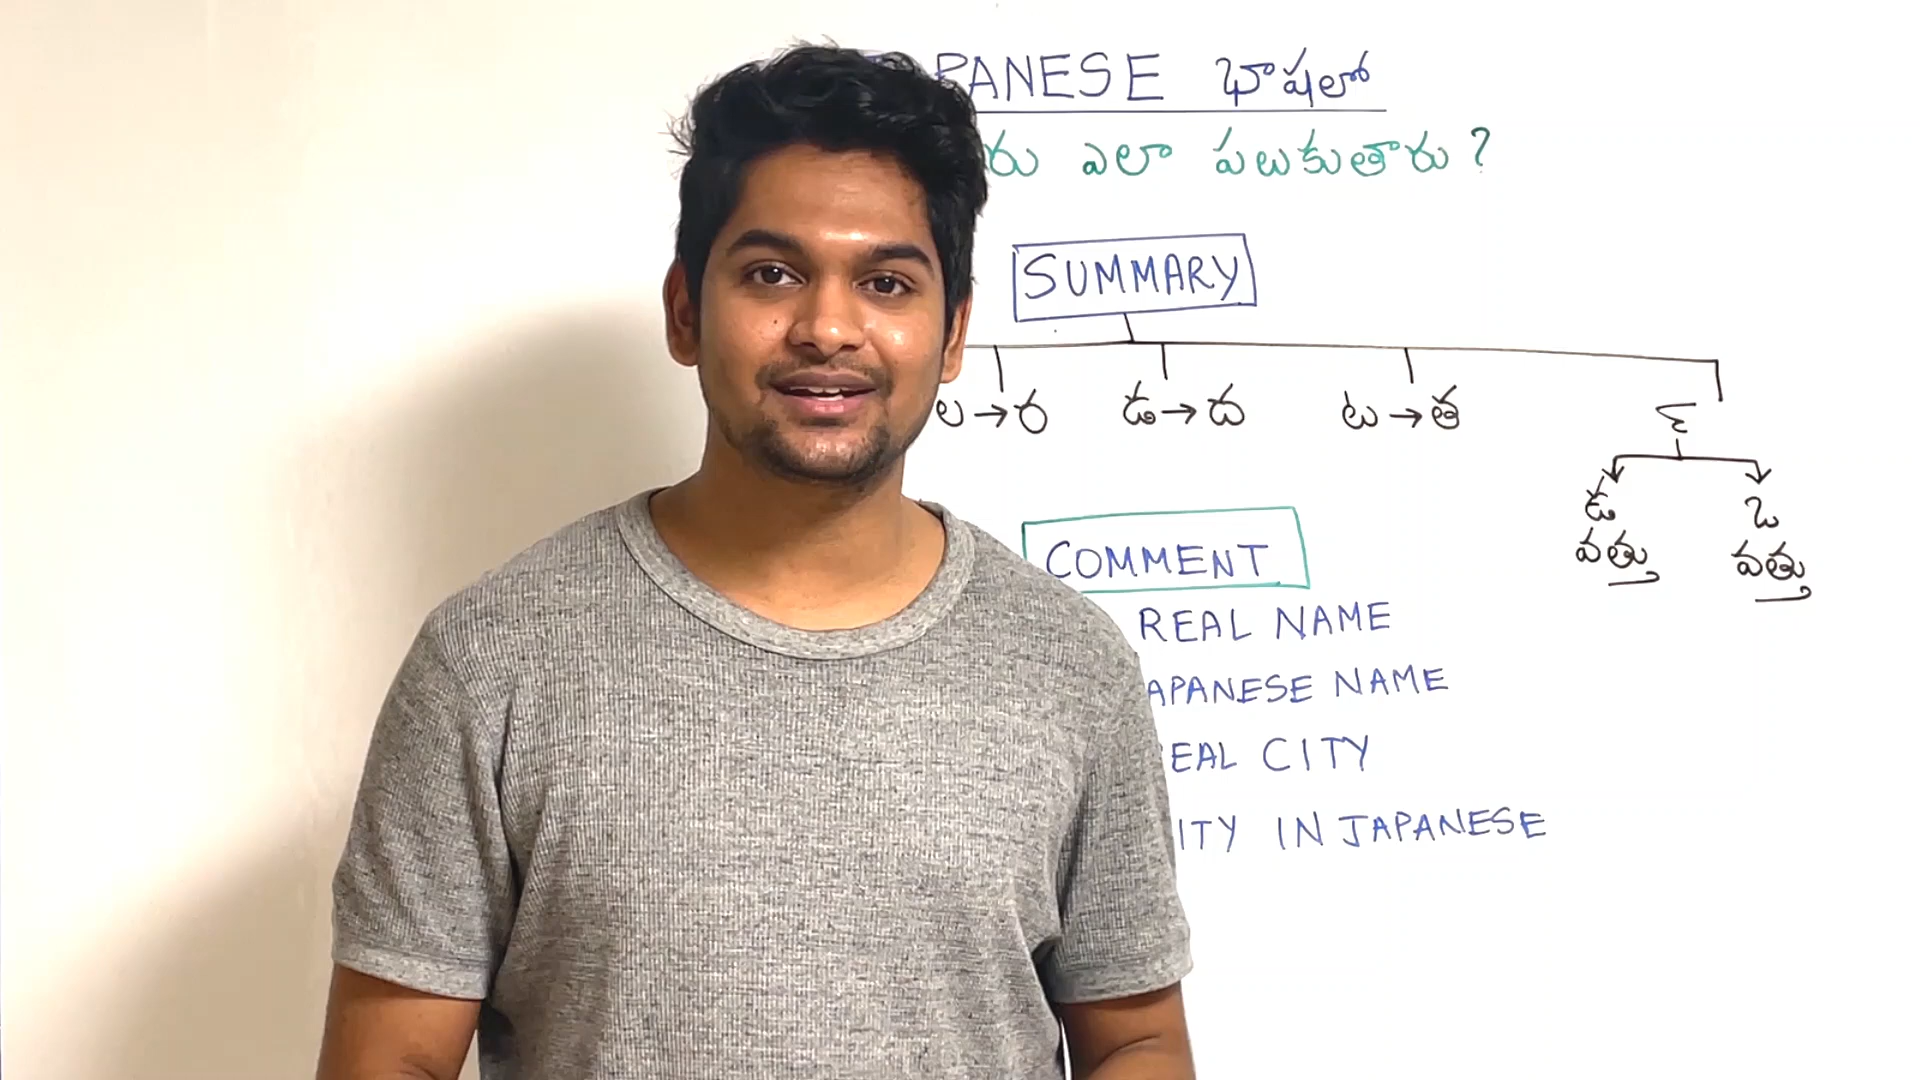 PANESE భాషలో
రు ఎలా పలుకుతారు ?
SUMMARY
ల → ర డ → ద ట → త
డ ఒ
వత్తు వత్తు
COMMENT
REAL NAME
APANESE NAME
EAL CITY
ITY IN JAPANESE